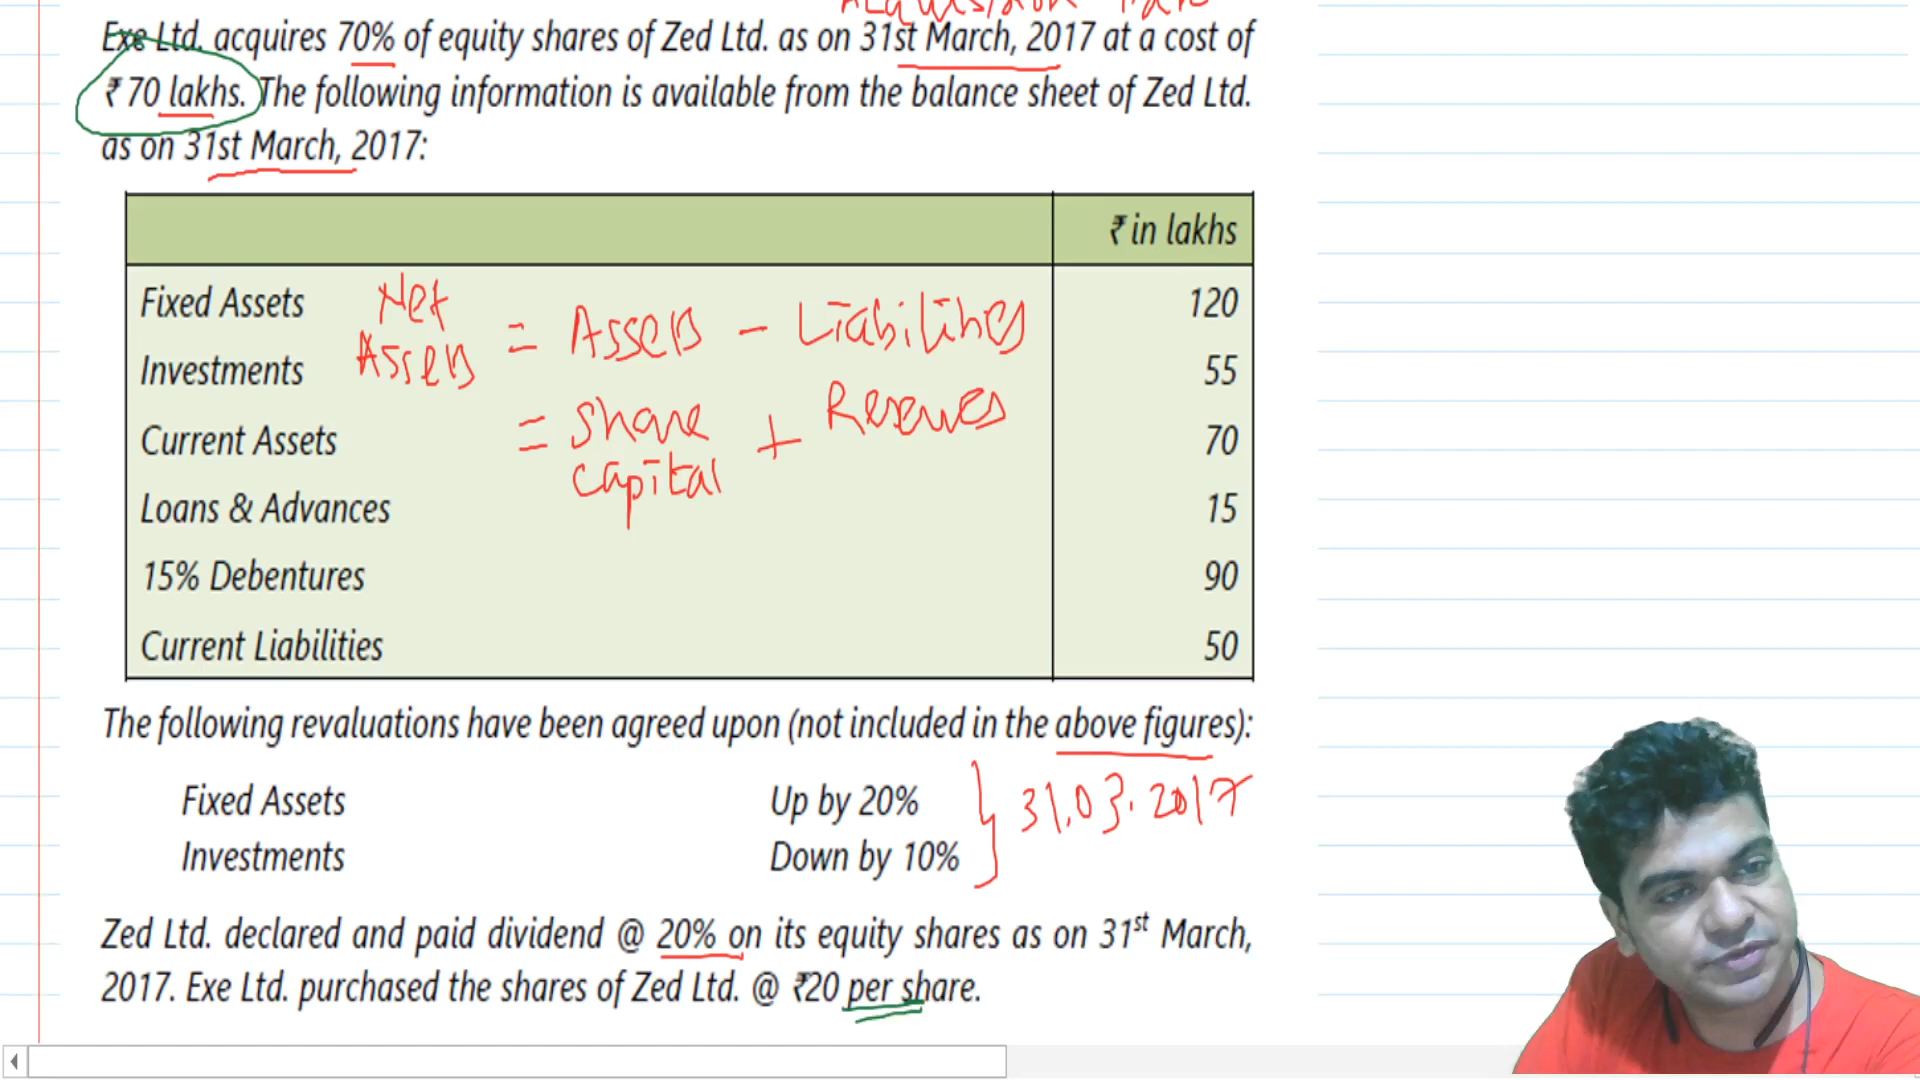 Acquisition Date
Exe Ltd. acquires 70% of equity shares of Zed Ltd. as on 31st March, 2017 at a cost of
₹ 70 lakhs. The following information is available from the balance sheet of Zed Ltd.
as on 31st March, 2017:
₹ in lakhs
Fixed Assets 120
Investments 55
Current Assets 70
Loans & Advances 15
15% Debentures 90
Current Liabilities 50
Net Assets = Assets - Liabilities
= Share capital + Reserves
The following revaluations have been agreed upon (not included in the above figures):
Fixed Assets Up by 20%
Investments Down by 10%
} 31.03.2017
Zed Ltd. declared and paid dividend @ 20% on its equity shares as on 31st March,
2017. Exe Ltd. purchased the shares of Zed Ltd. @ ₹20 per share.